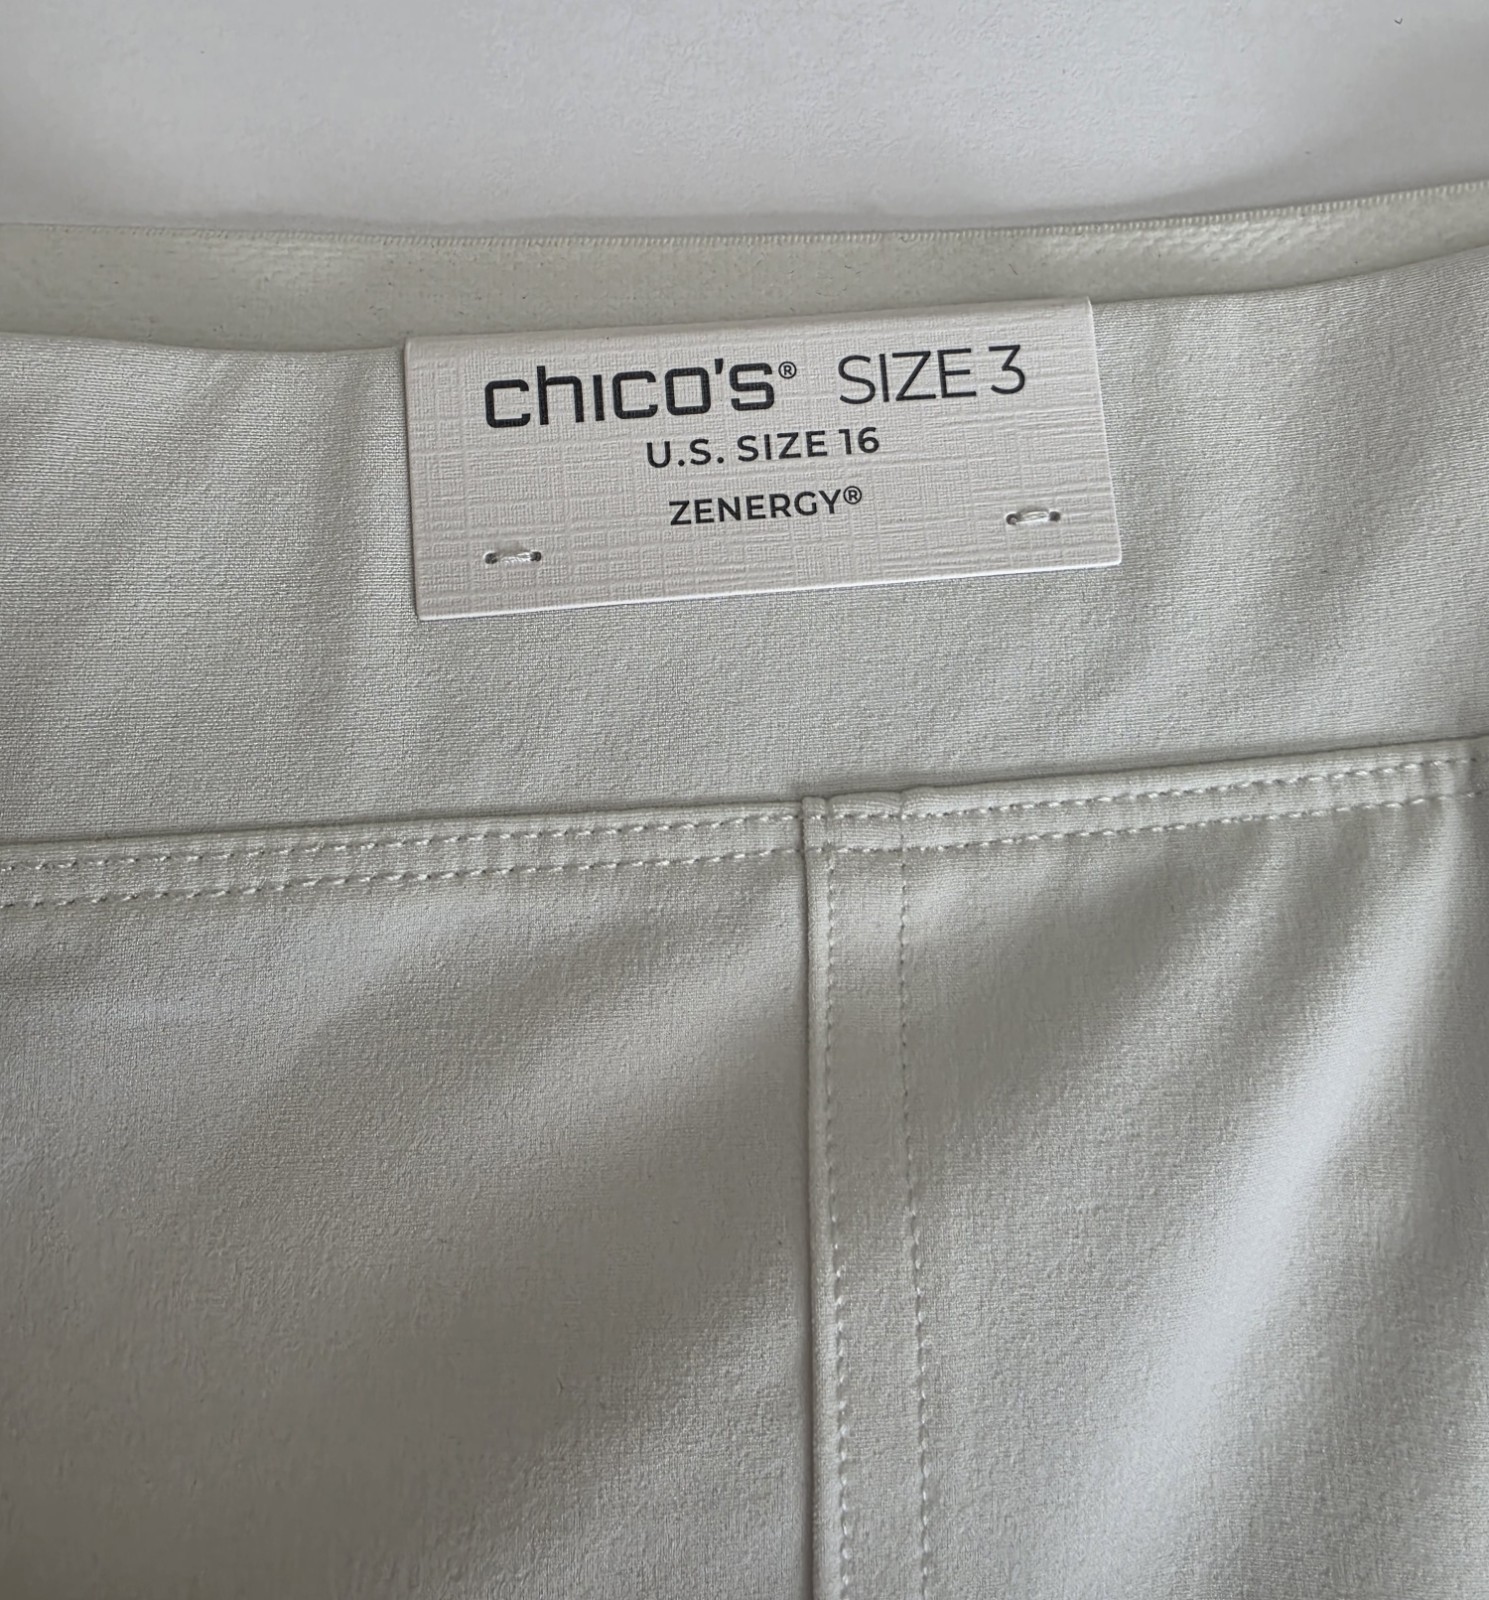 chico's® SIZE 3
U.S. SIZE 16
ZENERGY®